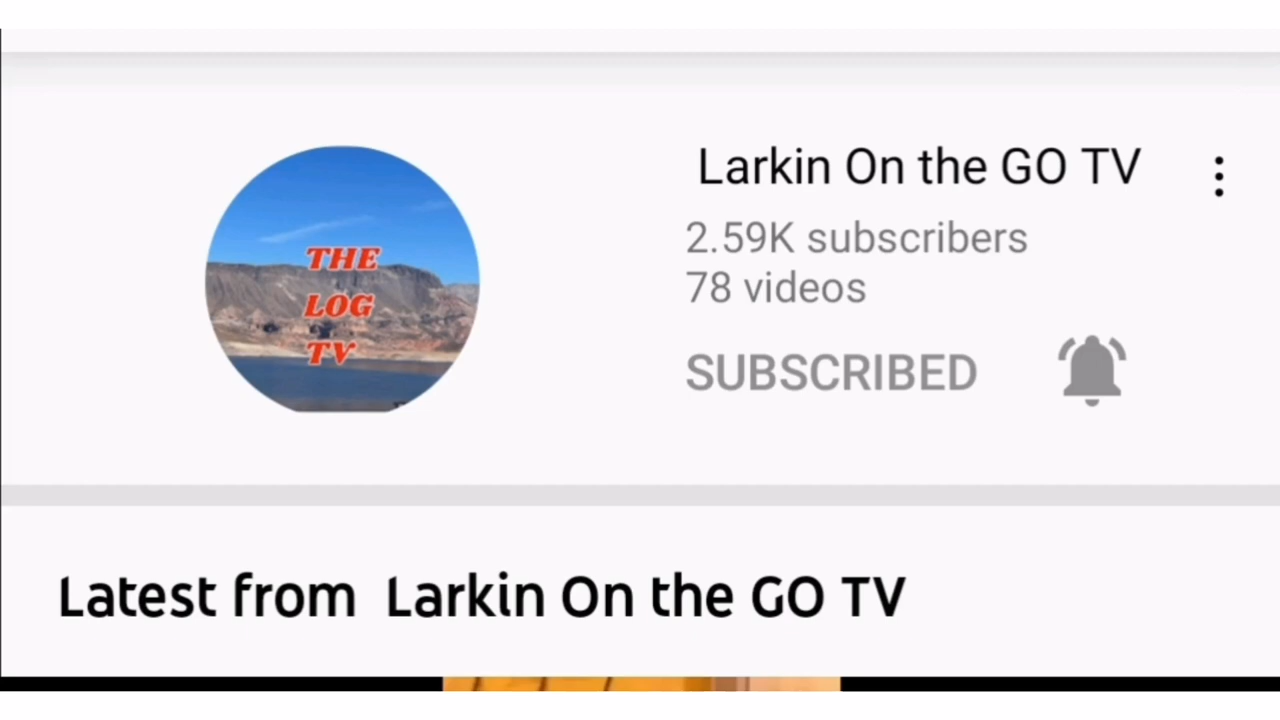 THE
LOG
TV
Larkin On the GO TV
2.59K subscribers
78 videos
SUBSCRIBED
Latest from Larkin On the GO TV